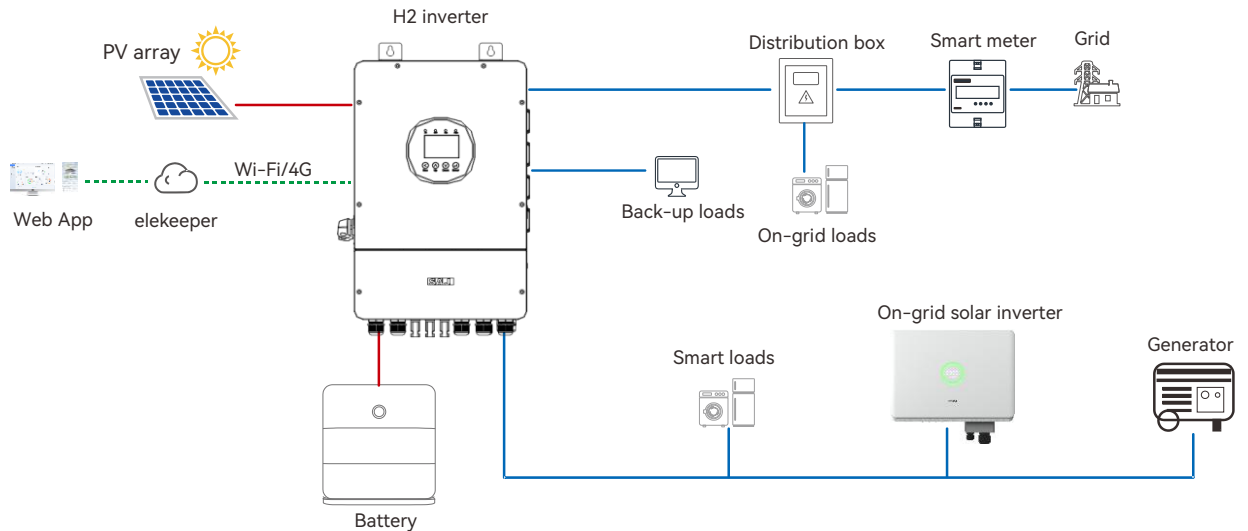 H2 inverter
PV array
Distribution box
Smart meter
Grid
Wi-Fi/4G
Web App
elekeeper
Back-up loads
On-grid loads
On-grid solar inverter
Smart loads
Generator
Battery